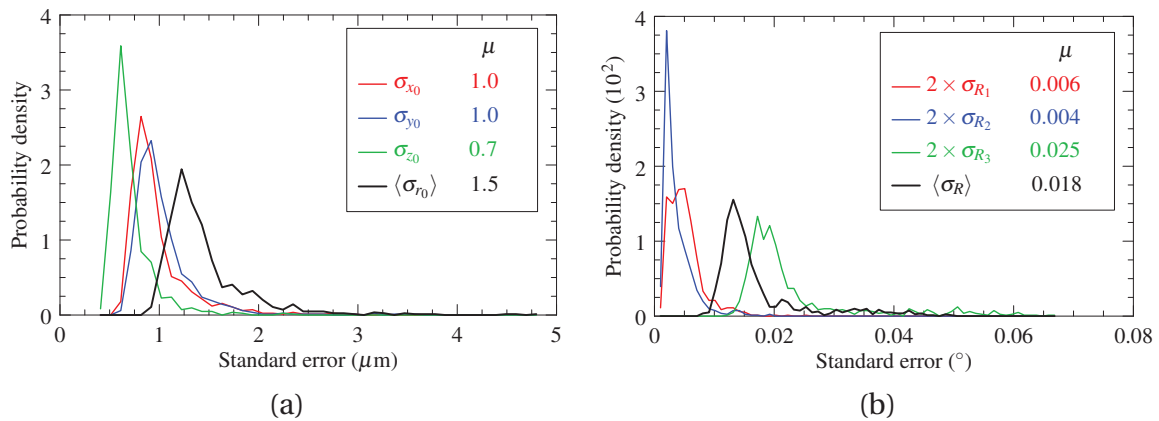 Probability density
4
3
2
1
0
0 1 2 3 4 5
Standard error (μm)
μ
σx₀ 1.0
σy₀ 1.0
σz₀ 0.7
⟨σr₀⟩ 1.5
(a)
Probability density (10²)
4
3
2
1
0
0 0.02 0.04 0.06 0.08
Standard error (°)
μ
2 × σR₁ 0.006
2 × σR₂ 0.004
2 × σR₃ 0.025
⟨σR⟩ 0.018
(b)